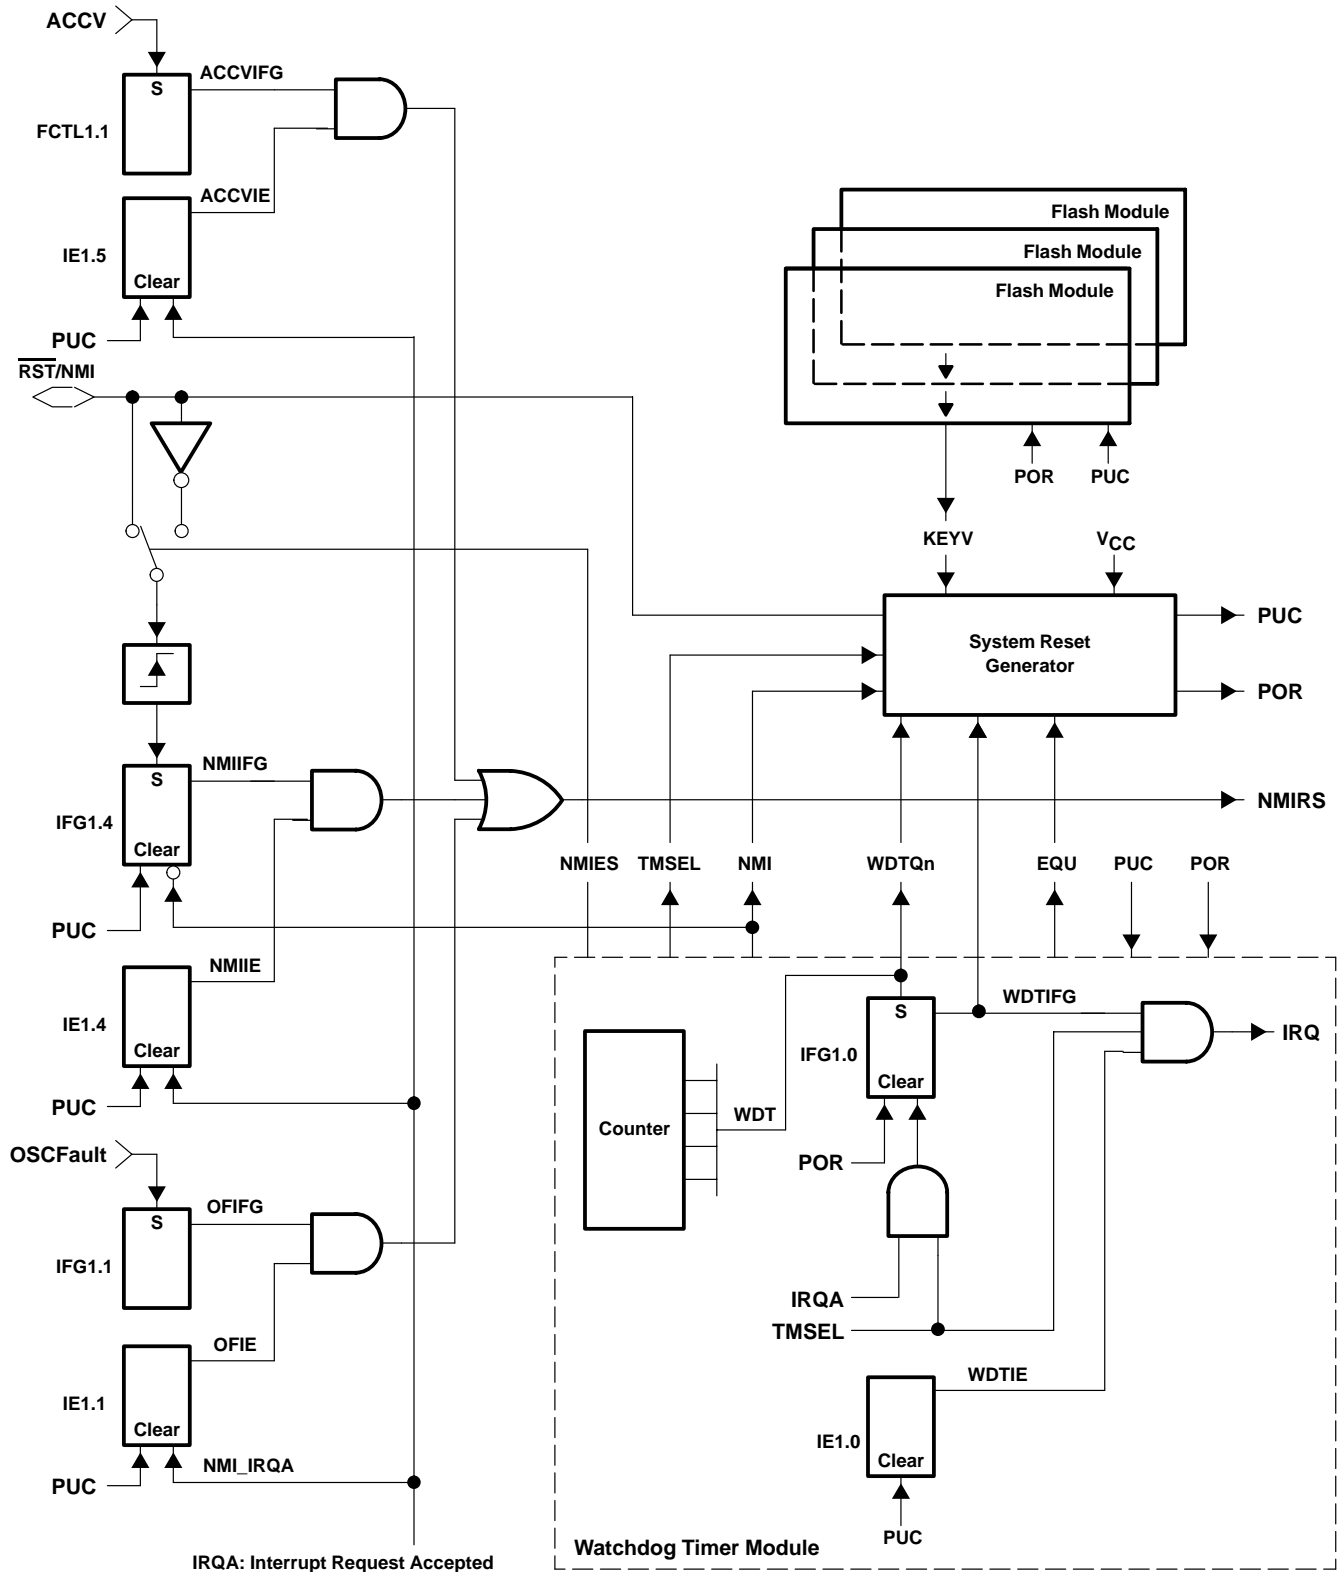 ACCV
S
ACCVIFG
FCTL1.1
ACCVIE
IE1.5
Clear
PUC
RST/NMI
Flash Module
Flash Module
Flash Module
POR
PUC
KEYV
VCC
System Reset
Generator
PUC
POR
S
NMIIFG
IFG1.4
Clear
PUC
NMIRS
NMIES
TMSEL
NMI
WDTQn
EQU
PUC
POR
NMIIE
IE1.4
Clear
PUC
S
WDTIFG
IFG1.0
Clear
IRQ
Counter
WDT
POR
OSCFault
S
OFIFG
IFG1.1
IRQA
TMSEL
OFIE
IE1.1
Clear
NMI_IRQA
PUC
WDTIE
IE1.0
Clear
PUC
Watchdog Timer Module
IRQA: Interrupt Request Accepted